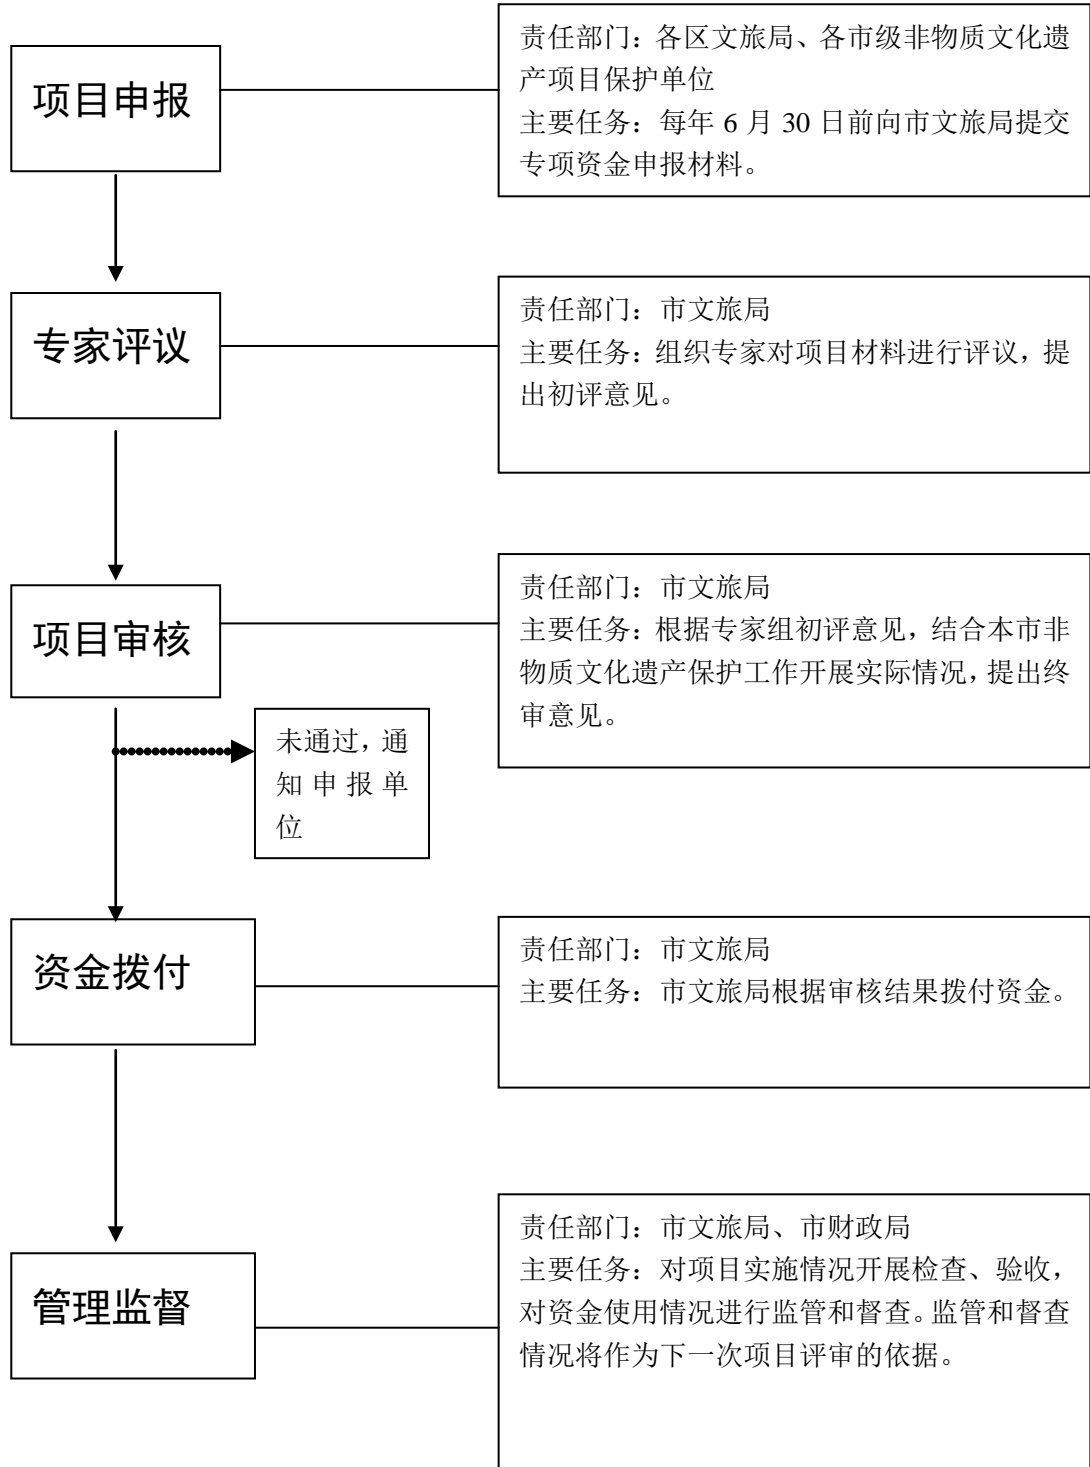 项目申报
责任部门：各区文旅局、各市级非物质文化遗
产项目保护单位
主要任务：每年 6 月 30 日前向市文旅局提交
专项资金申报材料。
专家评议
责任部门：市文旅局
主要任务：组织专家对项目材料进行评议，提
出初评意见。
项目审核
责任部门：市文旅局
主要任务：根据专家组初评意见，结合本市非
物质文化遗产保护工作开展实际情况，提出终
审意见。
未通过，通
知申报单
位
资金拨付
责任部门：市文旅局
主要任务：市文旅局根据审核结果拨付资金。
管理监督
责任部门：市文旅局、市财政局
主要任务：对项目实施情况开展检查、验收，
对资金使用情况进行监管和督查。监管和督查
情况将作为下一次项目评审的依据。